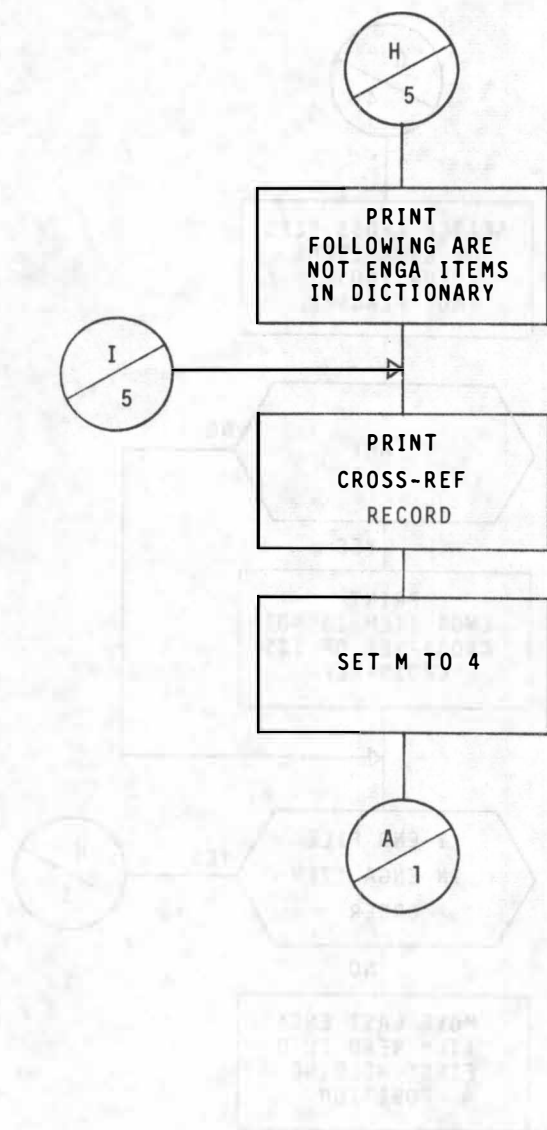 H
5
PRINT
FOLLOWING ARE
NOT ENGA ITEMS
IN DICTIONARY
I
5
PRINT
CROSS-REF
RECORD
SET M TO 4
A
1